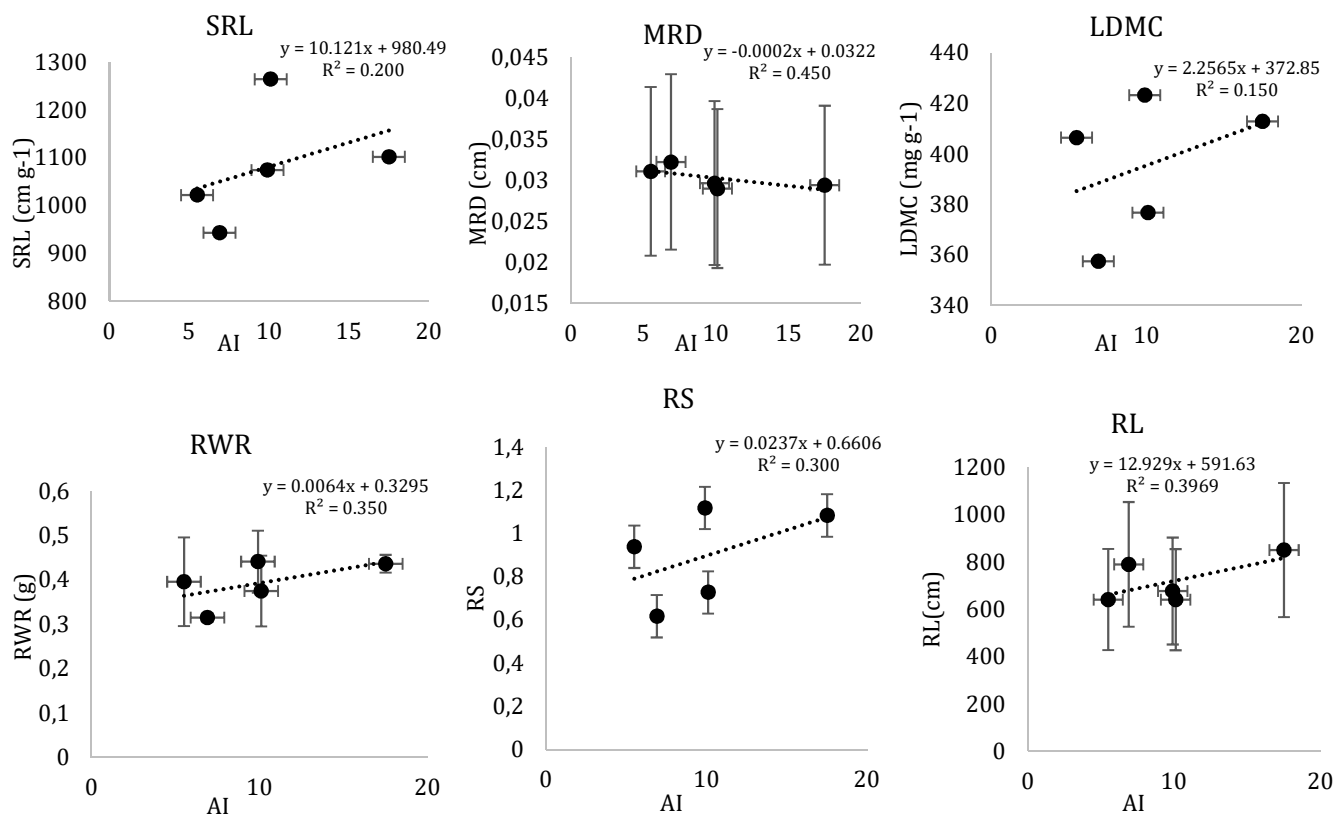 SRL
y = 10.121x + 980.49
R² = 0.200
1300
1200
1100
1000
900
800
SRL (cm g-1)
0 5 10 15 20
AI
MRD
y = -0.0002x + 0.0322
R² = 0.450
0,045
0,04
0,035
0,03
0,025
0,02
0,015
MRD (cm)
0 5 10 15 20
AI
LDMC
y = 2.2565x + 372.85
R² = 0.150
440
420
400
380
360
340
LDMC (mg g-1)
0 10 20
AI
RWR
y = 0.0064x + 0.3295
R² = 0.350
0,6
0,5
0,4
0,3
0,2
0,1
0
RWR (g)
0 10 20
AI
RS
y = 0.0237x + 0.6606
R² = 0.300
1,4
1,2
1
0,8
0,6
0,4
0,2
0
RS
0 10 20
AI
RL
y = 12.929x + 591.63
R² = 0.3969
1200
1000
800
600
400
200
0
RL(cm)
0 10 20
AI